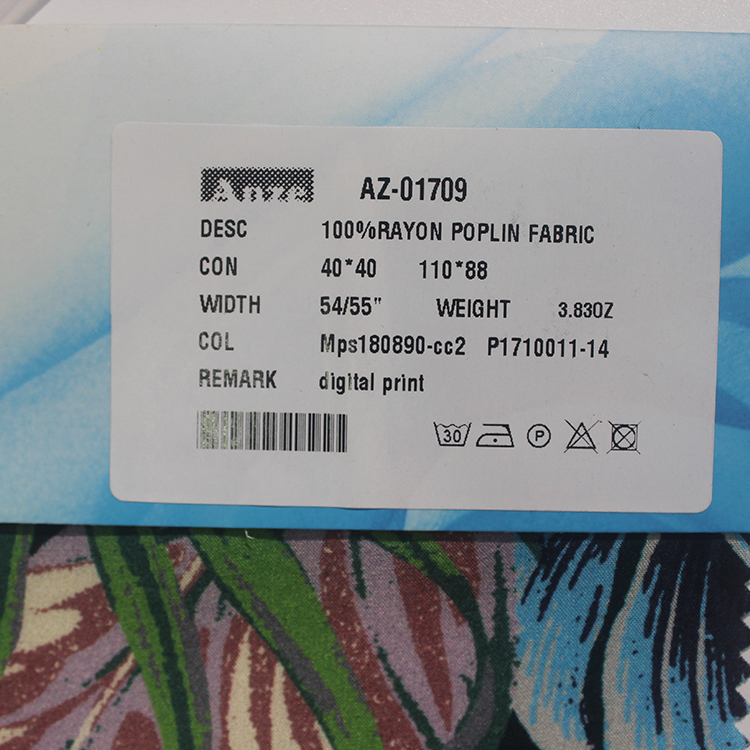 Anze AZ-01709
DESC 100%RAYON POPLIN FABRIC
CON 40*40 110*88
WIDTH 54/55" WEIGHT 3.83OZ
COL Mps180890-cc2 P1710011-14
REMARK digital print
30 P